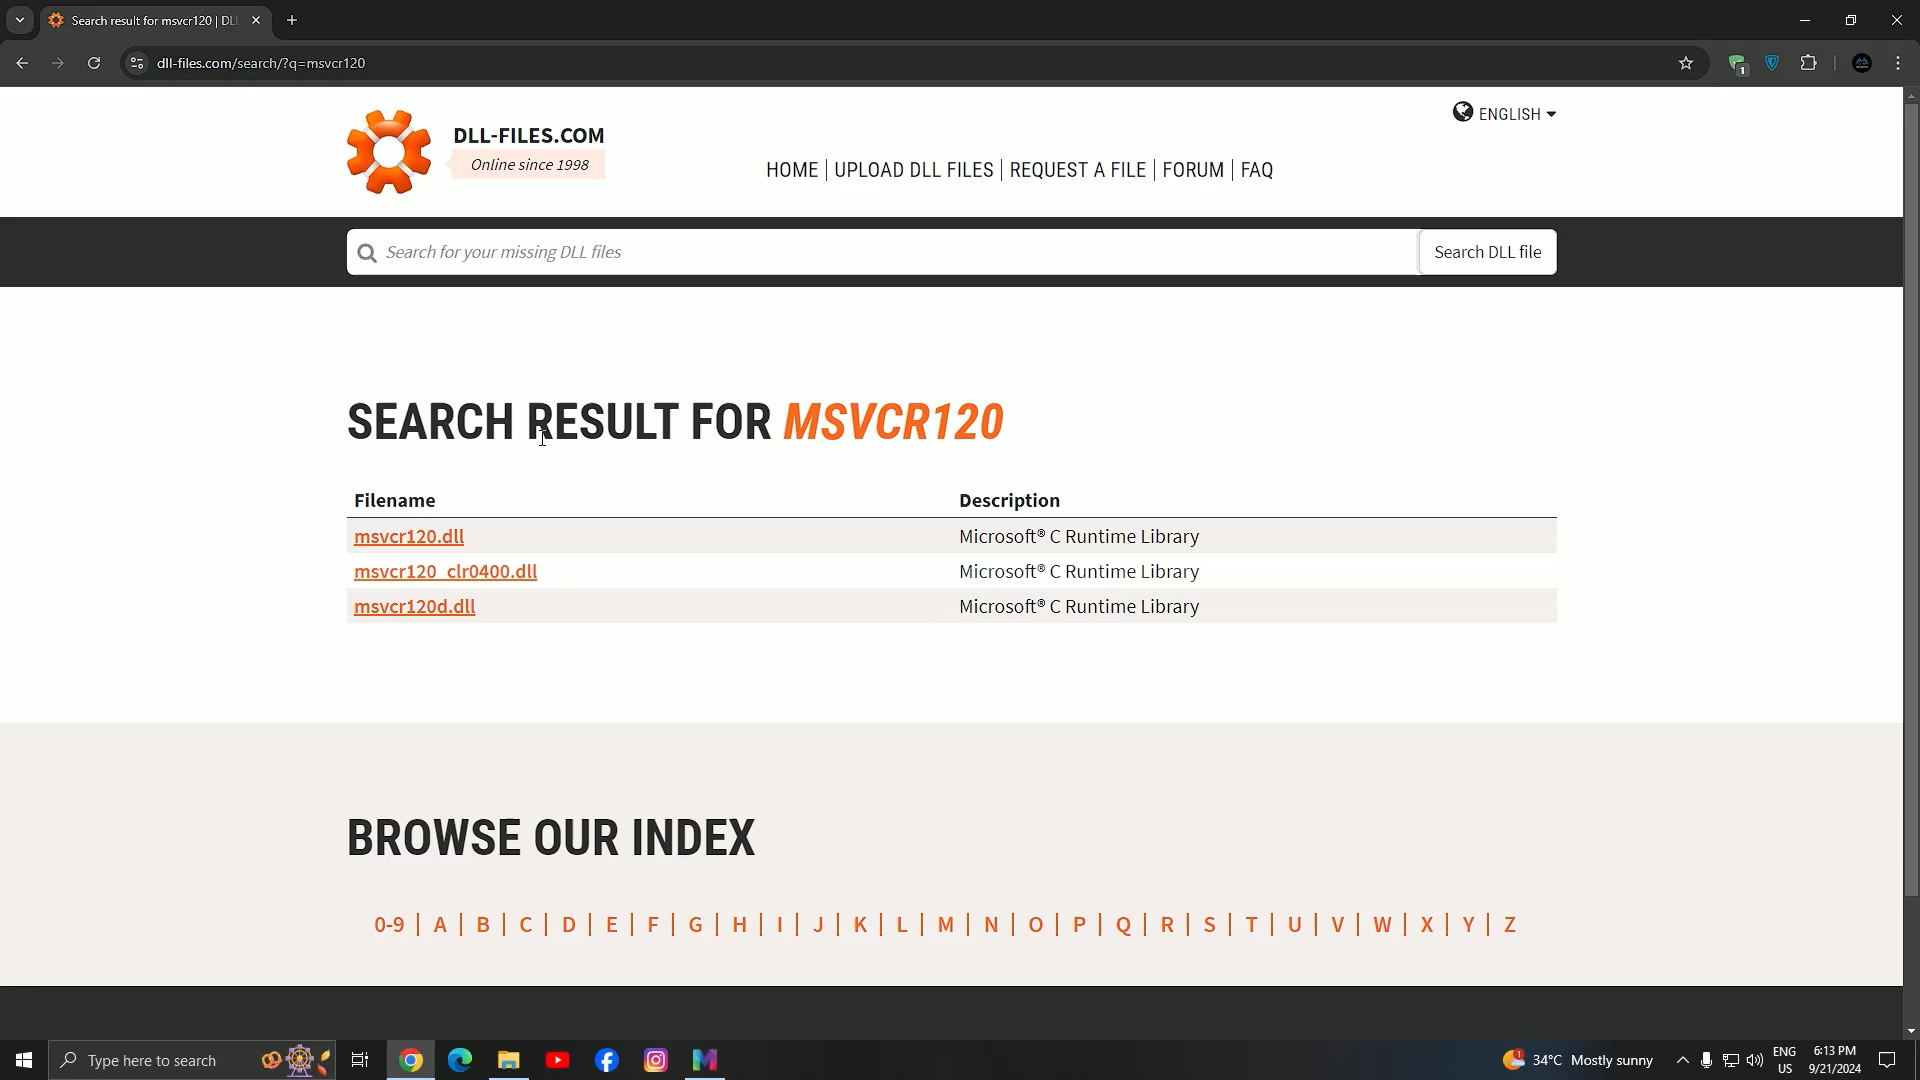 Search result for msvcr120 | DL
dll-files.com/search/?q=msvcr120
1
ENGLISH
DLL-FILES.COM
Online since 1998
HOME | UPLOAD DLL FILES | REQUEST A FILE | FORUM | FAQ
Search for your missing DLL files
Search DLL file
SEARCH RESULT FOR MSVCR120
Filename Description
msvcr120.dll Microsoft® C Runtime Library
msvcr120_clr0400.dll Microsoft® C Runtime Library
msvcr120d.dll Microsoft® C Runtime Library
BROWSE OUR INDEX
0-9 | A | B | C | D | E | F | G | H | I | J | K | L | M | N | O | P | Q | R | S | T | U | V | W | X | Y | Z
Type here to search
1
34°C Mostly sunny
ENG
US
6:13 PM
9/21/2024